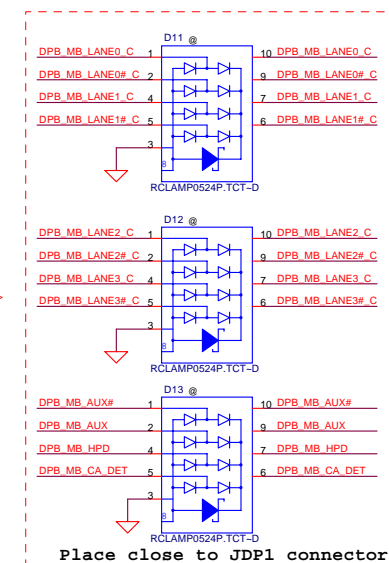 D11 @
DPB_MB_LANE0_C 1 10 DPB_MB_LANE0_C
DPB_MB_LANE0#_C 2 9 DPB_MB_LANE0#_C
DPB_MB_LANE1_C 4 7 DPB_MB_LANE1_C
DPB_MB_LANE1#_C 5 6 DPB_MB_LANE1#_C
3
8
RCLAMP0524P.TCT~D
D12 @
DPB_MB_LANE2_C 1 10 DPB_MB_LANE2_C
DPB_MB_LANE2#_C 2 9 DPB_MB_LANE2#_C
DPB_MB_LANE3_C 4 7 DPB_MB_LANE3_C
DPB_MB_LANE3#_C 5 6 DPB_MB_LANE3#_C
3
8
RCLAMP0524P.TCT~D
D13 @
DPB_MB_AUX# 1 10 DPB_MB_AUX#
DPB_MB_AUX 2 9 DPB_MB_AUX
DPB_MB_HPD 4 7 DPB_MB_HPD
DPB_MB_CA_DET 5 6 DPB_MB_CA_DET
3
8
RCLAMP0524P.TCT~D
Place close to JDP1 connector